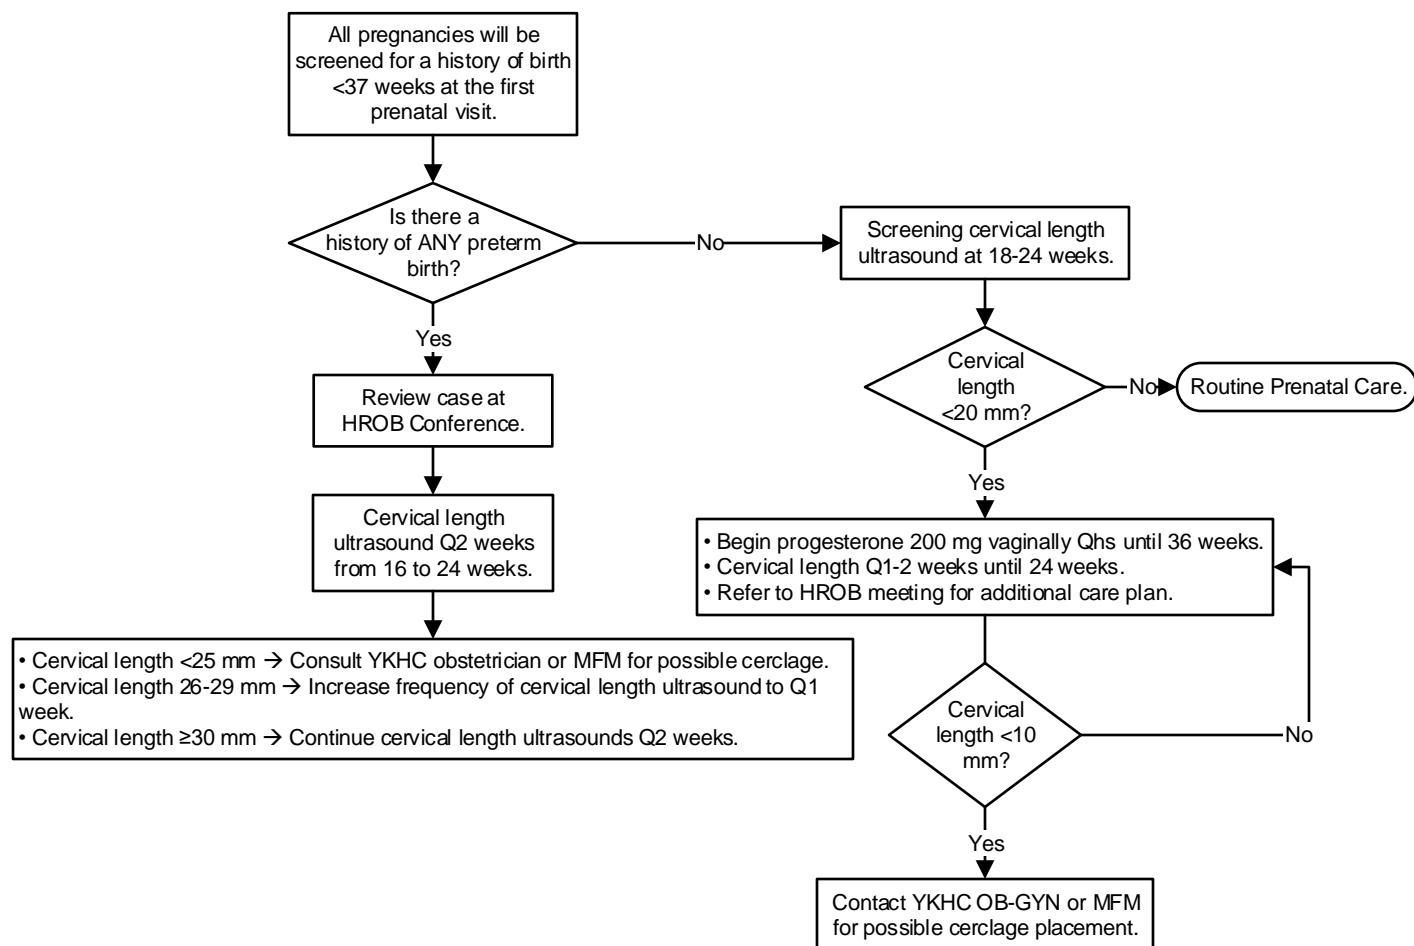 All pregnancies will be
screened for a history of birth
<37 weeks at the first
prenatal visit.
Is there a
history of ANY preterm
birth?
No
Screening cervical length
ultrasound at 18-24 weeks.
Yes
Cervical
length
<20 mm?
No
Routine Prenatal Care.
Review case at
HROB Conference.
Yes
Cervical length
ultrasound Q2 weeks
from 16 to 24 weeks.
• Begin progesterone 200 mg vaginally Qhs until 36 weeks.
• Cervical length Q1-2 weeks until 24 weeks.
• Refer to HROB meeting for additional care plan.
• Cervical length <25 mm → Consult YKHC obstetrician or MFM for possible cerclage.
• Cervical length 26-29 mm → Increase frequency of cervical length ultrasound to Q1
week.
• Cervical length ≥30 mm → Continue cervical length ultrasounds Q2 weeks.
Cervical
length <10
mm?
No
Yes
Contact YKHC OB-GYN or MFM
for possible cerclage placement.